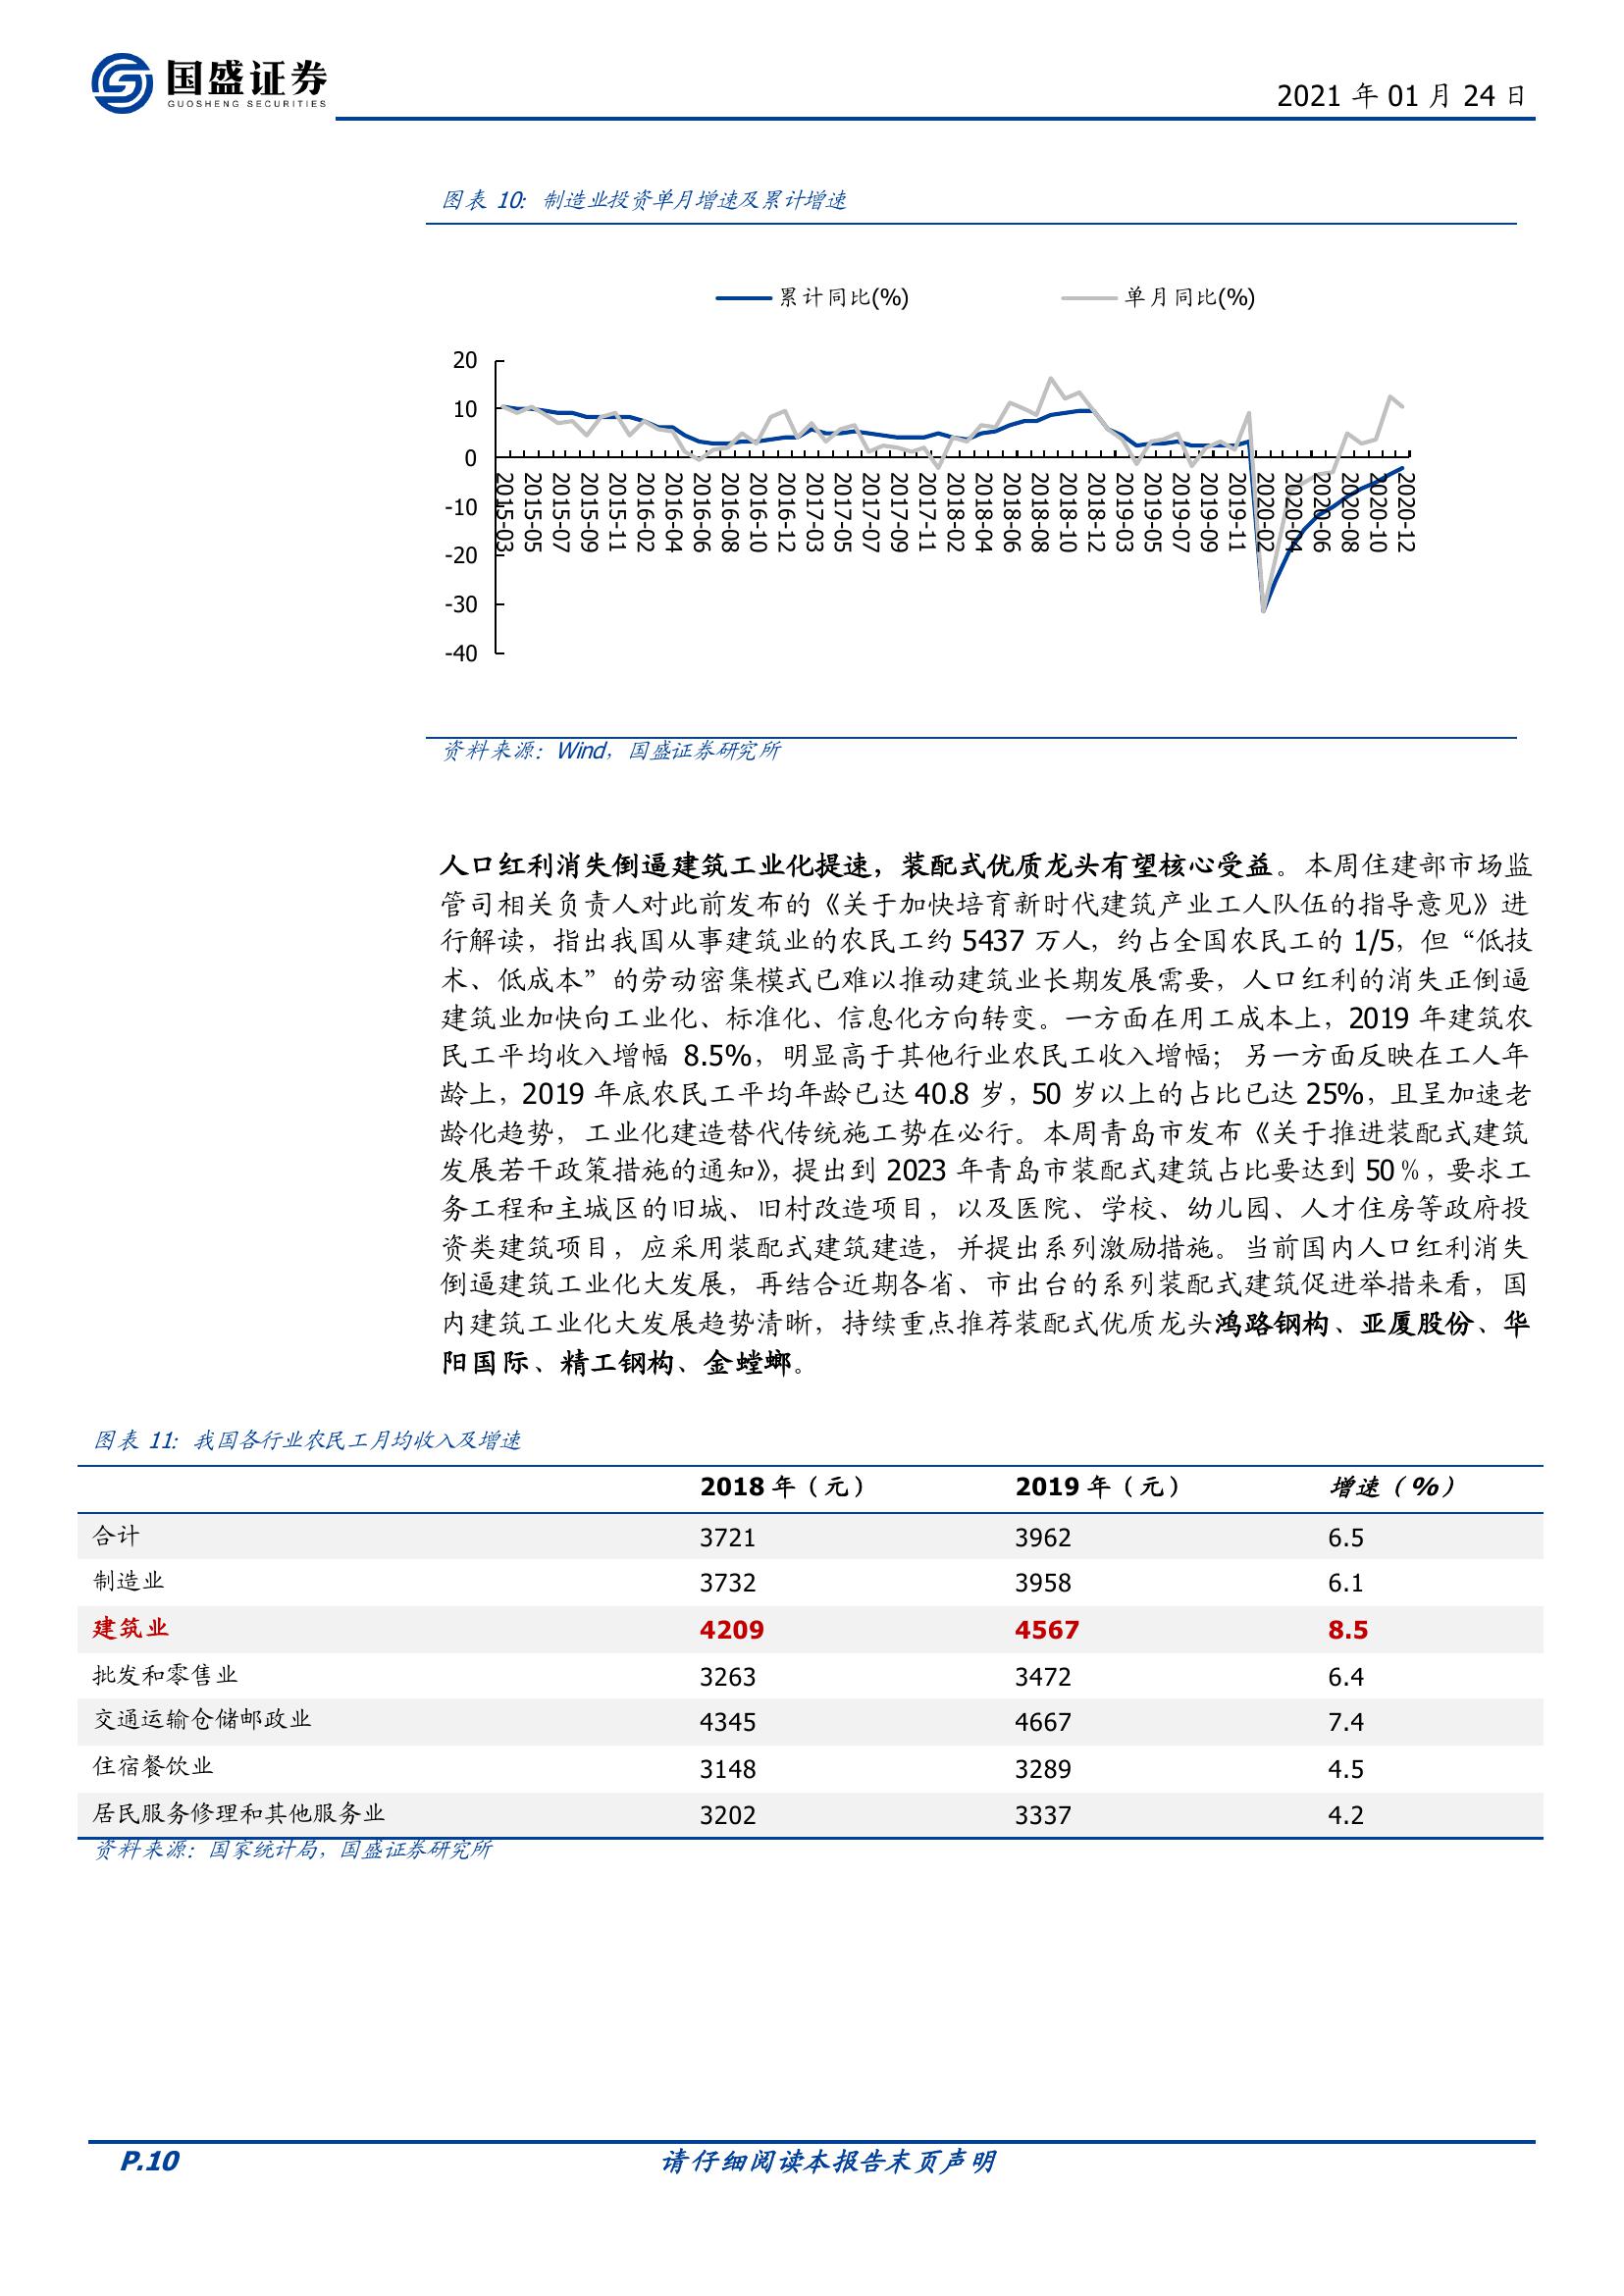 国盛证券
GUOSHENG SECURITIES
2021 年 01 月 24 日
图表 10: 制造业投资单月增速及累计增速
累计同比(%) 单月同比(%)
20
10
0
-10
-20
-30
-40
2015-03 2015-05 2015-07 2015-09 2015-11 2016-02 2016-04 2016-06 2016-08 2016-10 2016-12 2017-03 2017-05 2017-07 2017-09 2017-11 2018-02 2018-04 2018-06 2018-08 2018-10 2018-12 2019-03 2019-05 2019-07 2019-09 2019-11 2020-02 2020-04 2020-06 2020-08 2020-10 2020-12
资料来源：Wind，国盛证券研究所
人口红利消失倒逼建筑工业化提速，装配式优质龙头有望核心受益。本周住建部市场监
管司相关负责人对此前发布的《关于加快培育新时代建筑产业工人队伍的指导意见》进
行解读，指出我国从事建筑业的农民工约 5437 万人，约占全国农民工的 1/5，但“低技
术、低成本”的劳动密集模式已难以推动建筑业长期发展需要，人口红利的消失正倒逼
建筑业加快向工业化、标准化、信息化方向转变。一方面在用工成本上，2019 年建筑农
民工平均收入增幅 8.5%，明显高于其他行业农民工收入增幅；另一方面反映在工人年
龄上，2019 年底农民工平均年龄已达 40.8 岁，50 岁以上的占比已达 25%，且呈加速老
龄化趋势，工业化建造替代传统施工势在必行。本周青岛市发布《关于推进装配式建筑
发展若干政策措施的通知》，提出到 2023 年青岛市装配式建筑占比要达到 50％，要求工
务工程和主城区的旧城、旧村改造项目，以及医院、学校、幼儿园、人才住房等政府投
资类建筑项目，应采用装配式建筑建造，并提出系列激励措施。当前国内人口红利消失
倒逼建筑工业化大发展，再结合近期各省、市出台的系列装配式建筑促进举措来看，国
内建筑工业化大发展趋势清晰，持续重点推荐装配式优质龙头鸿路钢构、亚厦股份、华
阳国际、精工钢构、金螳螂。
图表 11: 我国各行业农民工月均收入及增速
2018 年（元） 2019 年（元） 增速（%）
合计 3721 3962 6.5
制造业 3732 3958 6.1
建筑业 4209 4567 8.5
批发和零售业 3263 3472 6.4
交通运输仓储邮政业 4345 4667 7.4
住宿餐饮业 3148 3289 4.5
居民服务修理和其他服务业 3202 3337 4.2
资料来源：国家统计局，国盛证券研究所
P.10 请仔细阅读本报告末页声明